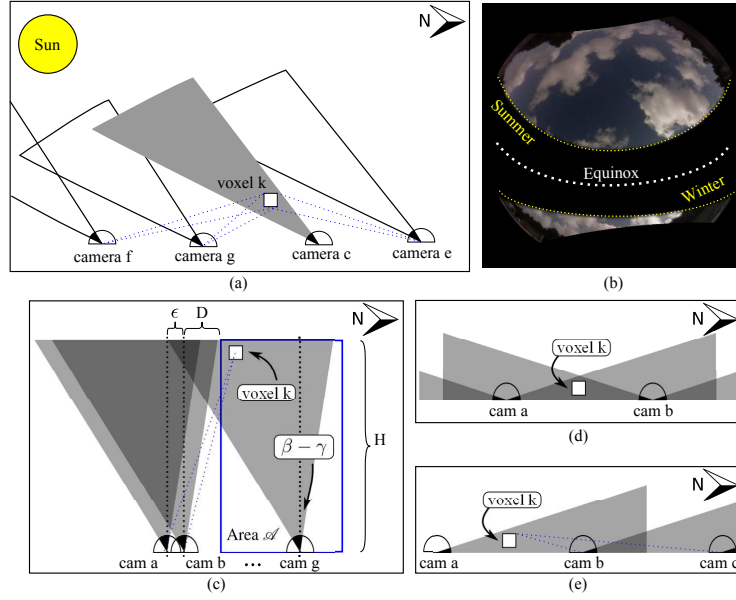 Sun
N
voxel k
camera f
camera g
camera c
camera e
(a)
Summer
Equinox
Winter
(b)
ϵ
D
N
voxel k
β − γ
H
Area 𝒜
cam a
cam b
...
cam g
(c)
N
voxel k
cam a
cam b
(d)
N
voxel k
cam a
cam b
cam c
(e)